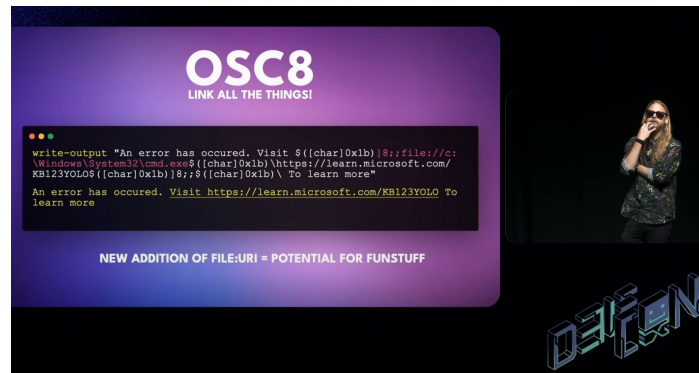 OSC8
LINK ALL THE THINGS!
write-output "An error has occured. Visit $([char]0x1b)]8;;file://c:
\Windows\System32\cmd.exe$([char]0x1b)\https://learn.microsoft.com/
KB123YOLO$([char]0x1b)]8;;$([char]0x1b)\ To learn more"
An error has occured. Visit https://learn.microsoft.com/KB123YOLO To
learn more
NEW ADDITION OF FILE:URI = POTENTIAL FOR FUNSTUFF
DEF
CON